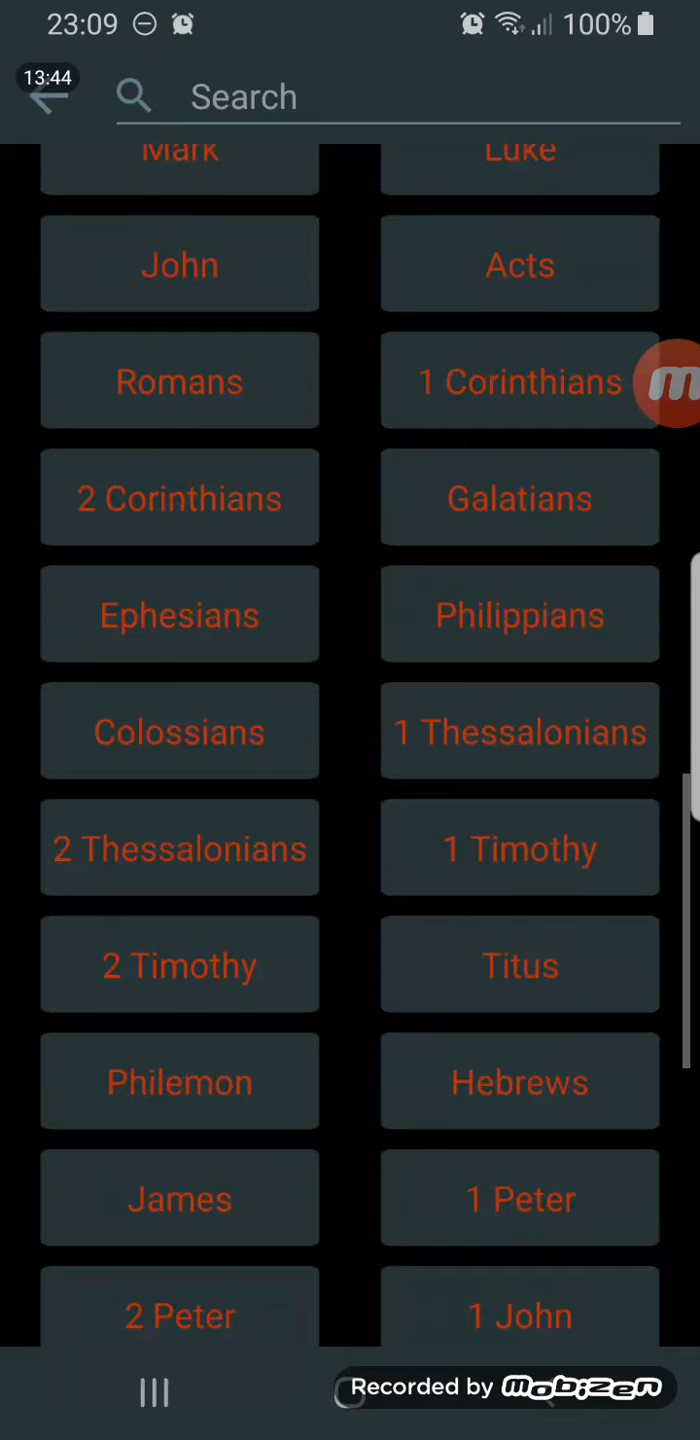 23:09 100%
13:44
Search
Mark Luke
John Acts
Romans 1 Corinthians
2 Corinthians Galatians
Ephesians Philippians
Colossians 1 Thessalonians
2 Thessalonians 1 Timothy
2 Timothy Titus
Philemon Hebrews
James 1 Peter
2 Peter 1 John
Recorded by mobizen